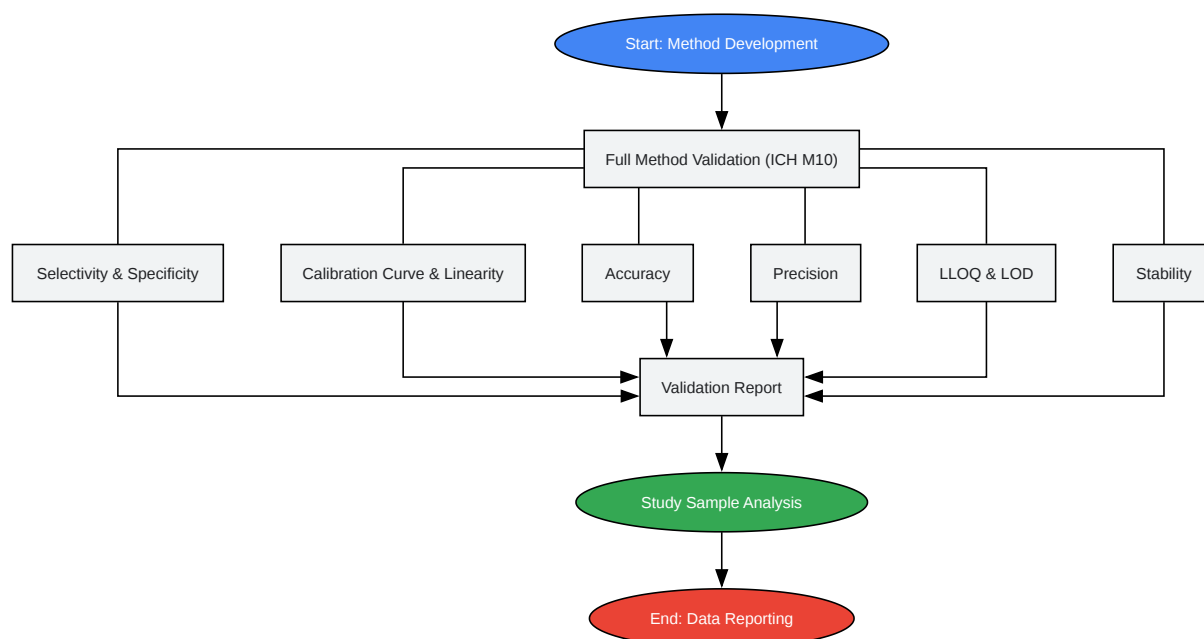 Start: Method Development
Full Method Validation (ICH M10)
Selectivity & Specificity
Calibration Curve & Linearity
Accuracy
Precision
LLOQ & LOD
Stability
Validation Report
Study Sample Analysis
End: Data Reporting